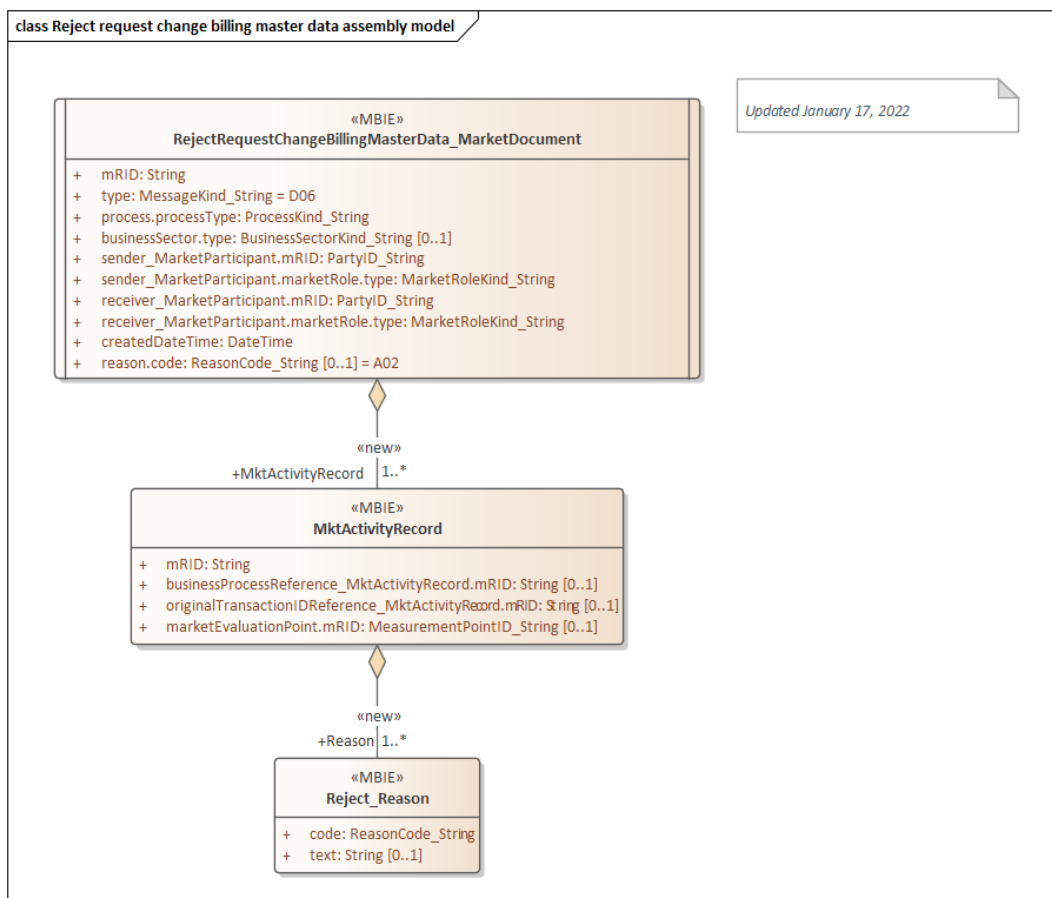 class Reject request change billing master data assembly model
Updated January 17, 2022
«MBIE»
RejectRequestChangeBillingMasterData_MarketDocument
+ mRID: String
+ type: MessageKind_String = D06
+ process.processType: ProcessKind_String
+ businessSector.type: BusinessSectorKind_String [0..1]
+ sender_MarketParticipant.mRID: PartyID_String
+ sender_MarketParticipant.marketRole.type: MarketRoleKind_String
+ receiver_MarketParticipant.mRID: PartyID_String
+ receiver_MarketParticipant.marketRole.type: MarketRoleKind_String
+ createdDateTime: DateTime
+ reason.code: ReasonCode_String [0..1] = A02
«new»
+MktActivityRecord 1..*
«MBIE»
MktActivityRecord
+ mRID: String
+ businessProcessReference_MktActivityRecord.mRID: String [0..1]
+ originalTransactionIDReference_MktActivityRecord.mRID: String [0..1]
+ marketEvaluationPoint.mRID: MeasurementPointID_String [0..1]
«new»
+Reason 1..*
«MBIE»
Reject_Reason
+ code: ReasonCode_String
+ text: String [0..1]